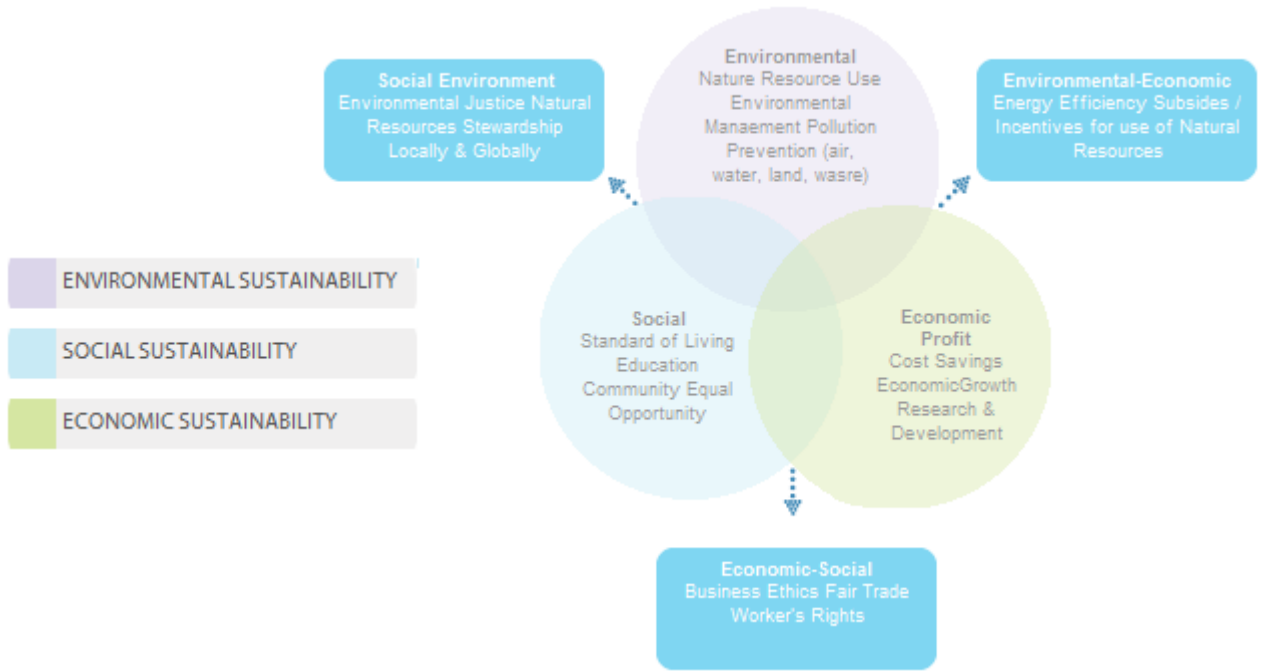 Environmental
Nature Resource Use
Environmental
Manaement Pollution
Prevention (air,
water, land, wasre)
Social Environment
Environmental Justice Natural
Resources Stewardship
Locally & Globally
Environmental-Economic
Energy Efficiency Subsides /
Incentives for use of Natural
Resources
ENVIRONMENTAL SUSTAINABILITY
SOCIAL SUSTAINABILITY
ECONOMIC SUSTAINABILITY
Social
Standard of Living
Education
Community Equal
Opportunity
Economic
Profit
Cost Savings
EconomicGrowth
Research &
Development
Economic-Social
Business Ethics Fair Trade
Worker's Rights